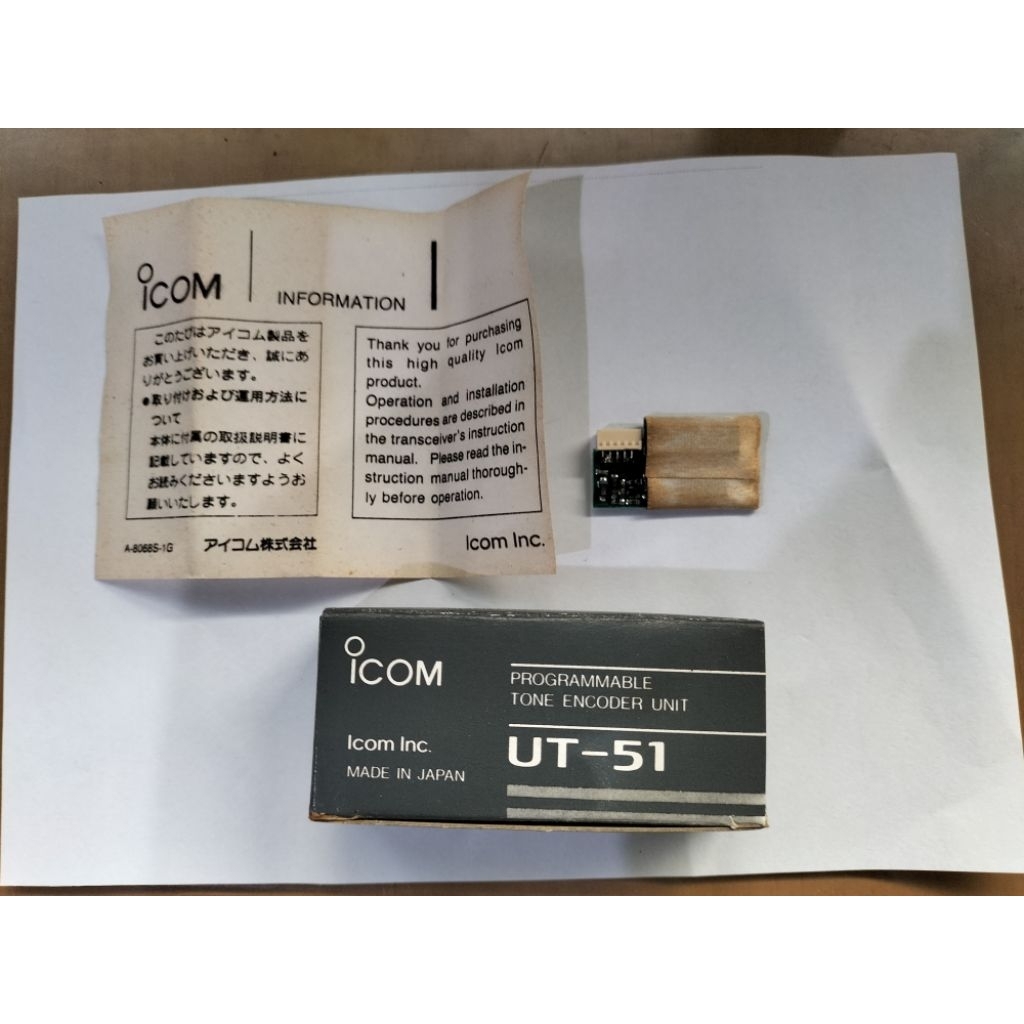 ICOM
INFORMATION
このたびはアイコム製品を
お買い上げいただき、誠にあ
りがとうございます。
●取り付けおよび運用方法に
ついて
本体に付属の取扱説明書に
記載していますので、よく
お読みくださいますようお
願いいたします。
Thank you for purchasing
this high quality Icom
product.
Operation and installation
procedures are described in
the transceiver's instruction
manual. Please read the in-
struction manual thorough-
ly before operation.
A-8068S-1G
アイコム株式会社
Icom Inc.
ICOM
PROGRAMMABLE
TONE ENCODER UNIT
Icom Inc.
UT-51
MADE IN JAPAN